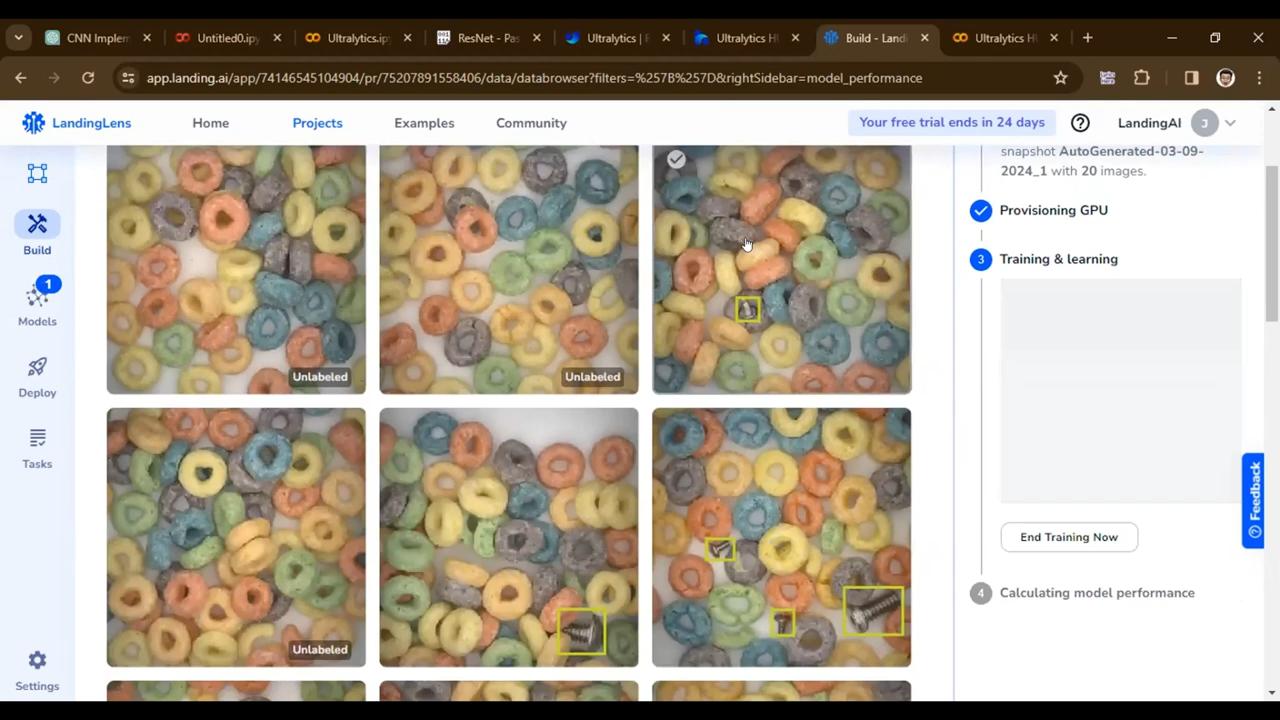 CNN Implem
Untitled0.ipy
Ultralytics.ip
ResNet - Pas
Ultralytics |
Ultralytics H
Build - Land
Ultralytics H
app.landing.ai/app/74146545104904/pr/75207891558406/data/databrowser?filters=%257B%257D&rightSidebar=model_performance
LandingLens
Home
Projects
Examples
Community
Your free trial ends in 24 days
LandingAI
J
Build
1
Models
Deploy
Tasks
Settings
Unlabeled
Unlabeled
Unlabeled
snapshot AutoGenerated-03-09-
2024_1 with 20 images.
Provisioning GPU
3
Training & learning
End Training Now
4
Calculating model performance
Feedback